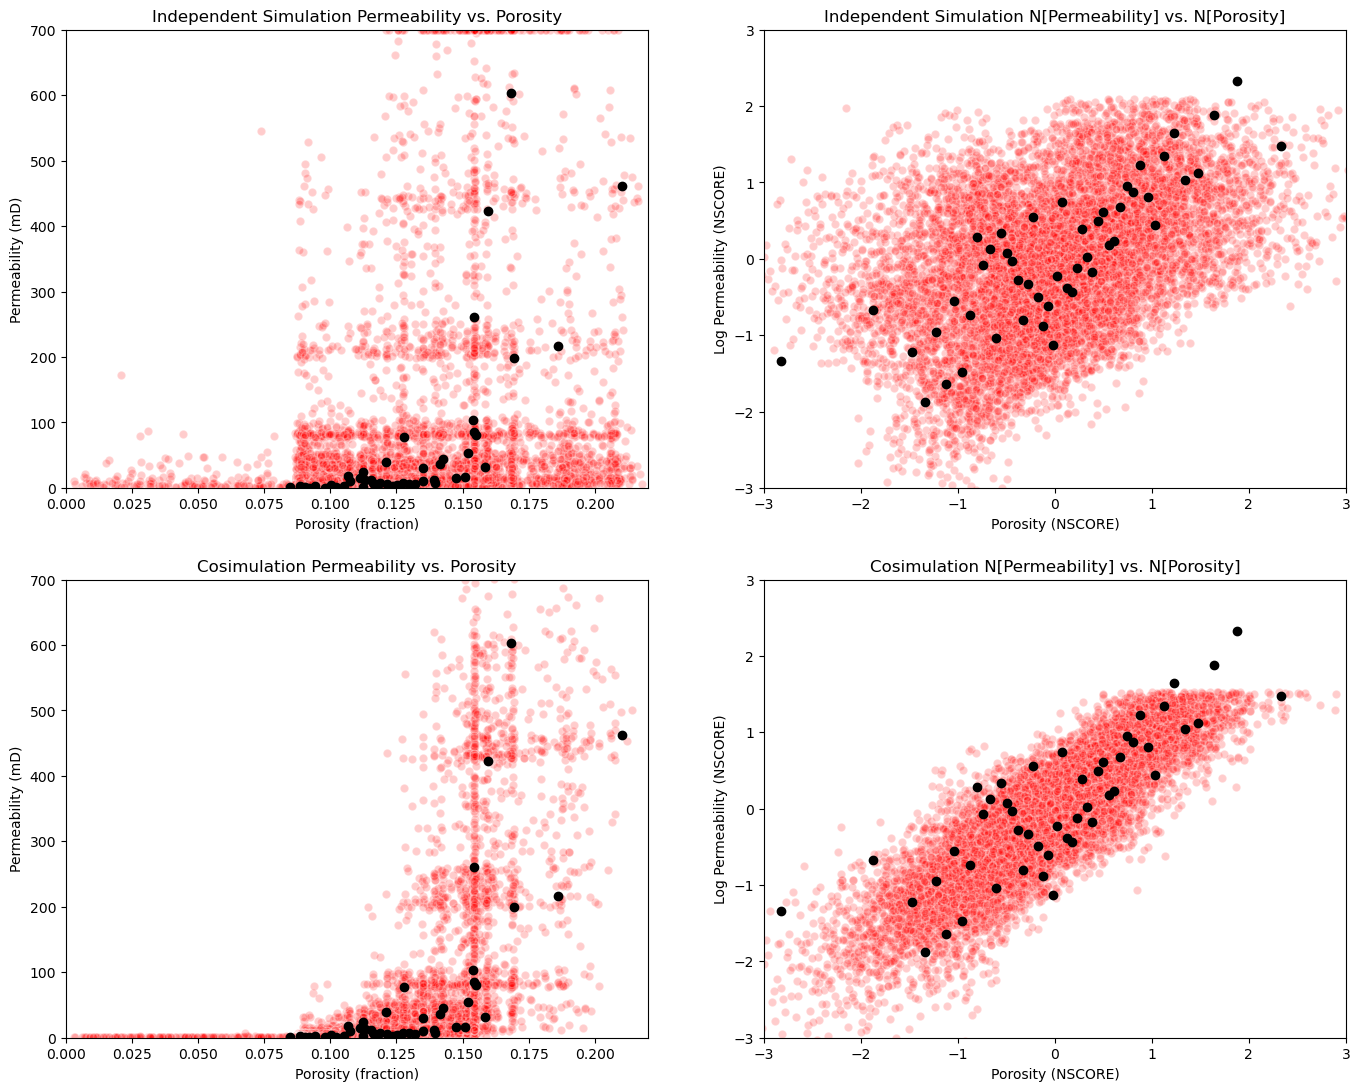 Independent Simulation Permeability vs. Porosity
Permeability (mD)
700
600
500
400
300
200
100
0
0.000 0.025 0.050 0.075 0.100 0.125 0.150 0.175 0.200
Porosity (fraction)
Independent Simulation N[Permeability] vs. N[Porosity]
Log Permeability (NSCORE)
3
2
1
0
−1
−2
−3
−3 −2 −1 0 1 2 3
Porosity (NSCORE)
Cosimulation Permeability vs. Porosity
Permeability (mD)
700
600
500
400
300
200
100
0
0.000 0.025 0.050 0.075 0.100 0.125 0.150 0.175 0.200
Porosity (fraction)
Cosimulation N[Permeability] vs. N[Porosity]
Log Permeability (NSCORE)
3
2
1
0
−1
−2
−3
−3 −2 −1 0 1 2 3
Porosity (NSCORE)